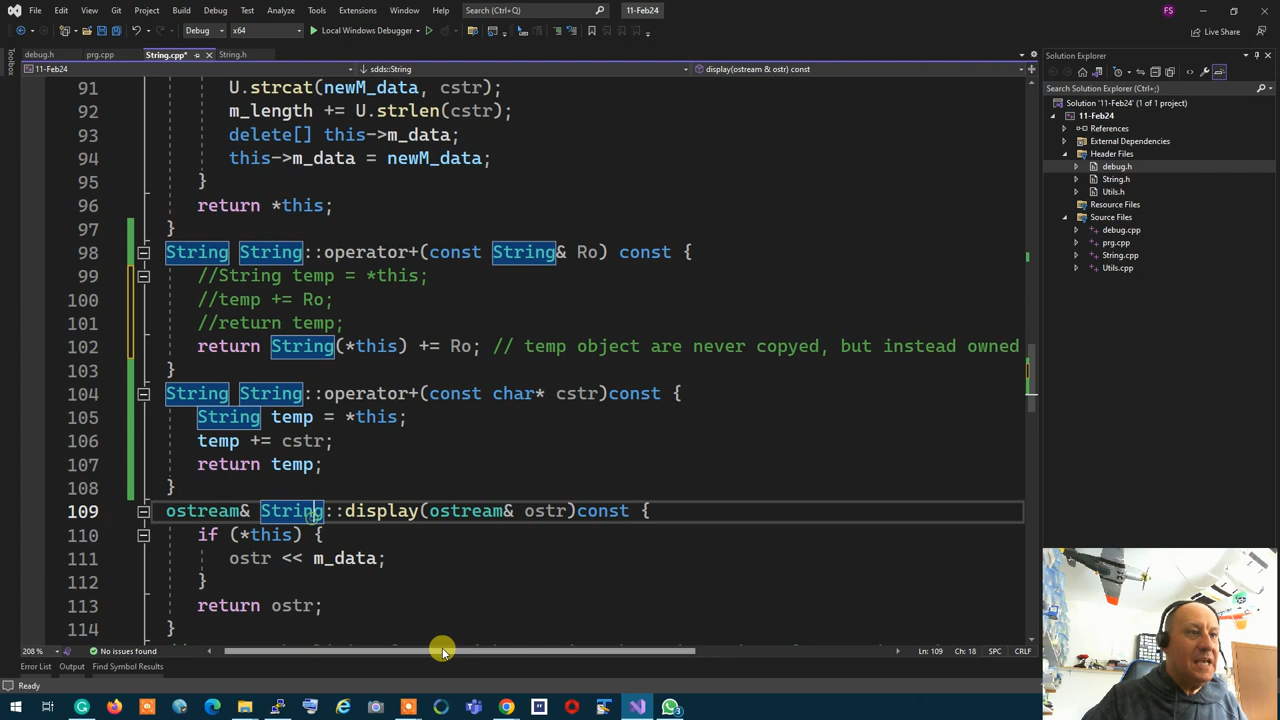 File Edit View Git Project Build Debug Test Analyze Tools Extensions Window Help Search (Ctrl+Q) 11-Feb24 FS
Debug x64 Local Windows Debugger Live Share
Toolbox debug.h prg.cpp String.cpp* String.h Solution Explorer
11-Feb24 sdds::String display(ostream & ostr) const
Search Solution Explorer (Ctrl+;)
Solution '11-Feb24' (1 of 1 project)
11-Feb24
References
External Dependencies
Header Files
debug.h
String.h
Utils.h
Resource Files
Source Files
debug.cpp
prg.cpp
String.cpp
Utils.cpp
91 U.strcat(newM_data, cstr);
92 m_length += U.strlen(cstr);
93 delete[] this->m_data;
94 this->m_data = newM_data;
95 }
96 return *this;
97 }
98 String String::operator+(const String& Ro) const {
99 //String temp = *this;
100 //temp += Ro;
101 //return temp;
102 return String(*this) += Ro; // temp object are never copyed, but instead owned
103 }
104 String String::operator+(const char* cstr)const {
105 String temp = *this;
106 temp += cstr;
107 return temp;
108 }
109 ostream& String::display(ostream& ostr)const {
110 if (*this) {
111 ostr << m_data;
112 }
113 return ostr;
114 }
208 % No issues found Ln: 109 Ch: 18 SPC CRLF
Error List Output Find Symbol Results
Ready
3